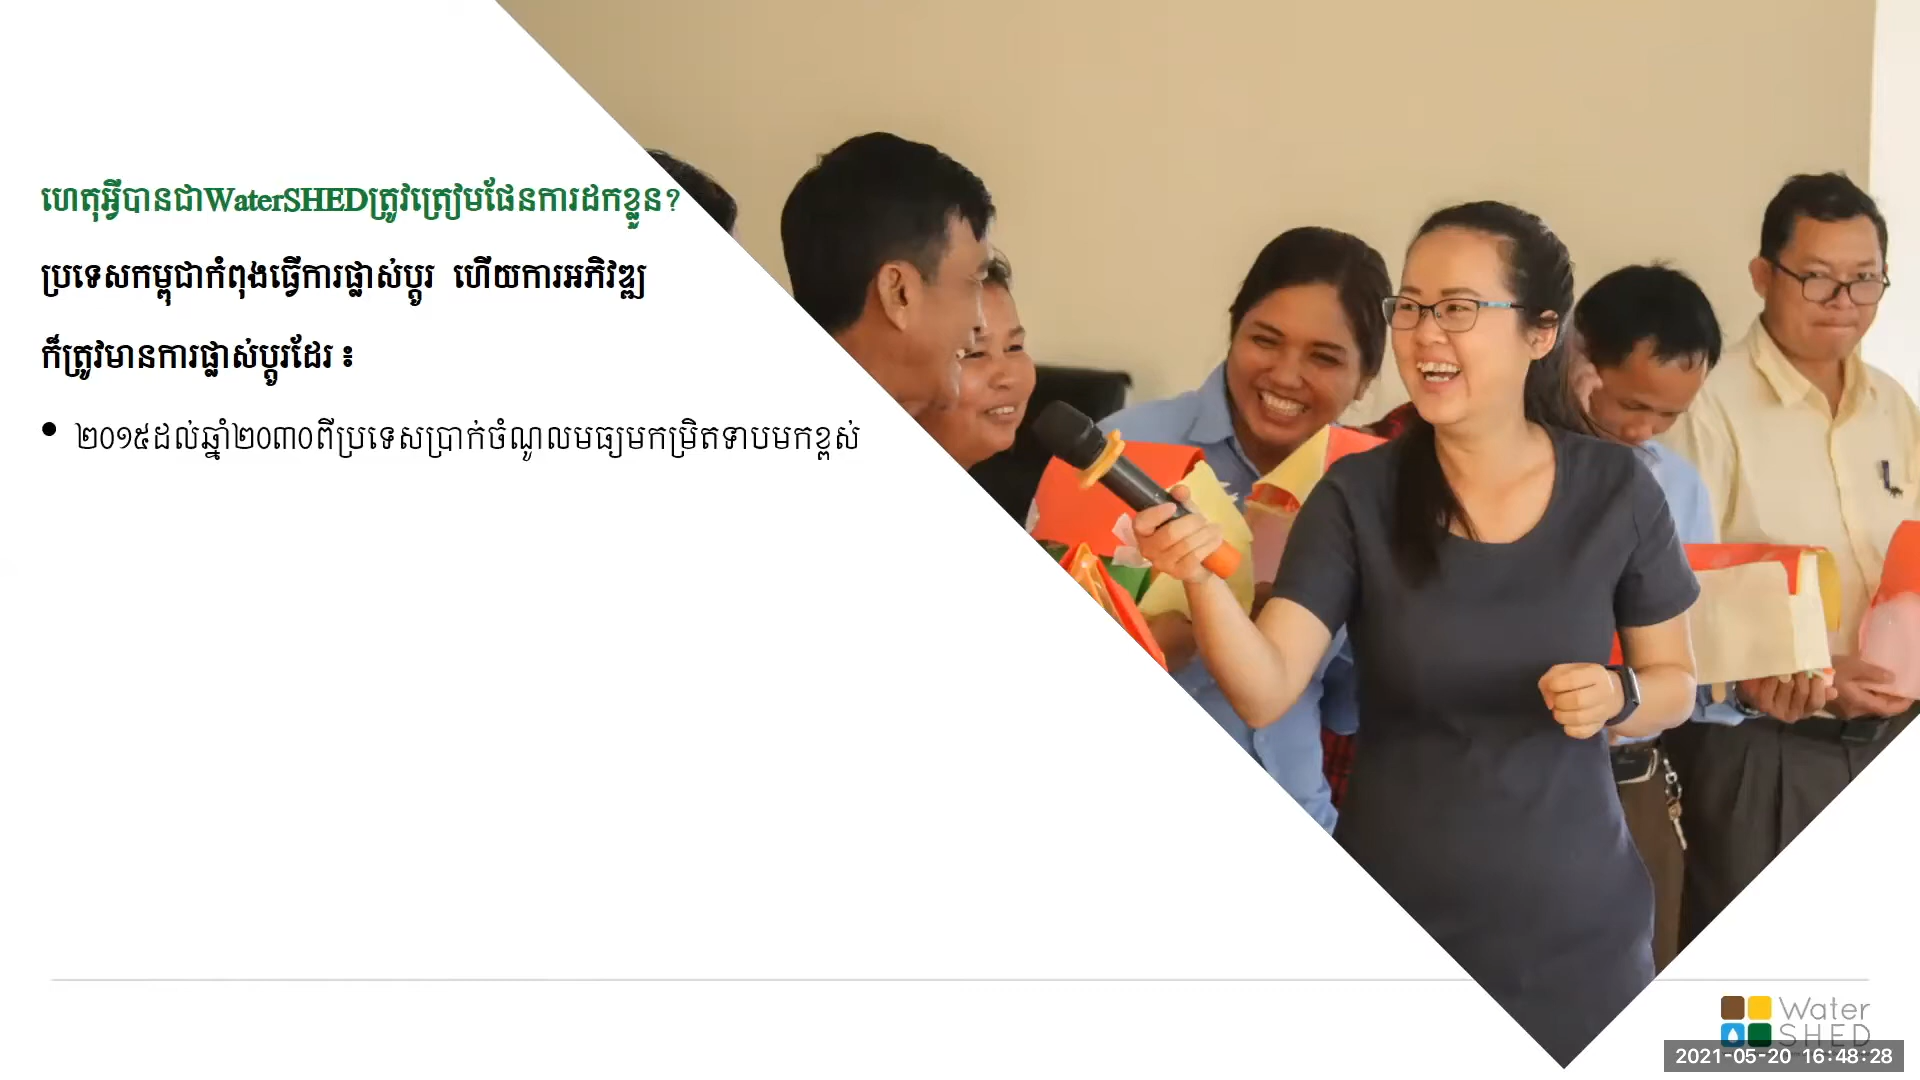 ហេតុអ្វីបានជាWaterSHEDត្រូវត្រៀមផែនការដកខ្លួន?
ប្រទេសកម្ពុជាកំពុងធ្វើការផ្លាស់ប្តូរ ហើយការអភិវឌ្ឍ
ក៏ត្រូវមានការផ្លាស់ប្តូរដែរ ៖
• ២០១៥ដល់ឆ្នាំ២០៣០ពីប្រទេសប្រាក់ចំណូលមធ្យមកម្រិតទាបមកខ្ពស់
Water
SHED
2021-05-20 16:48:28